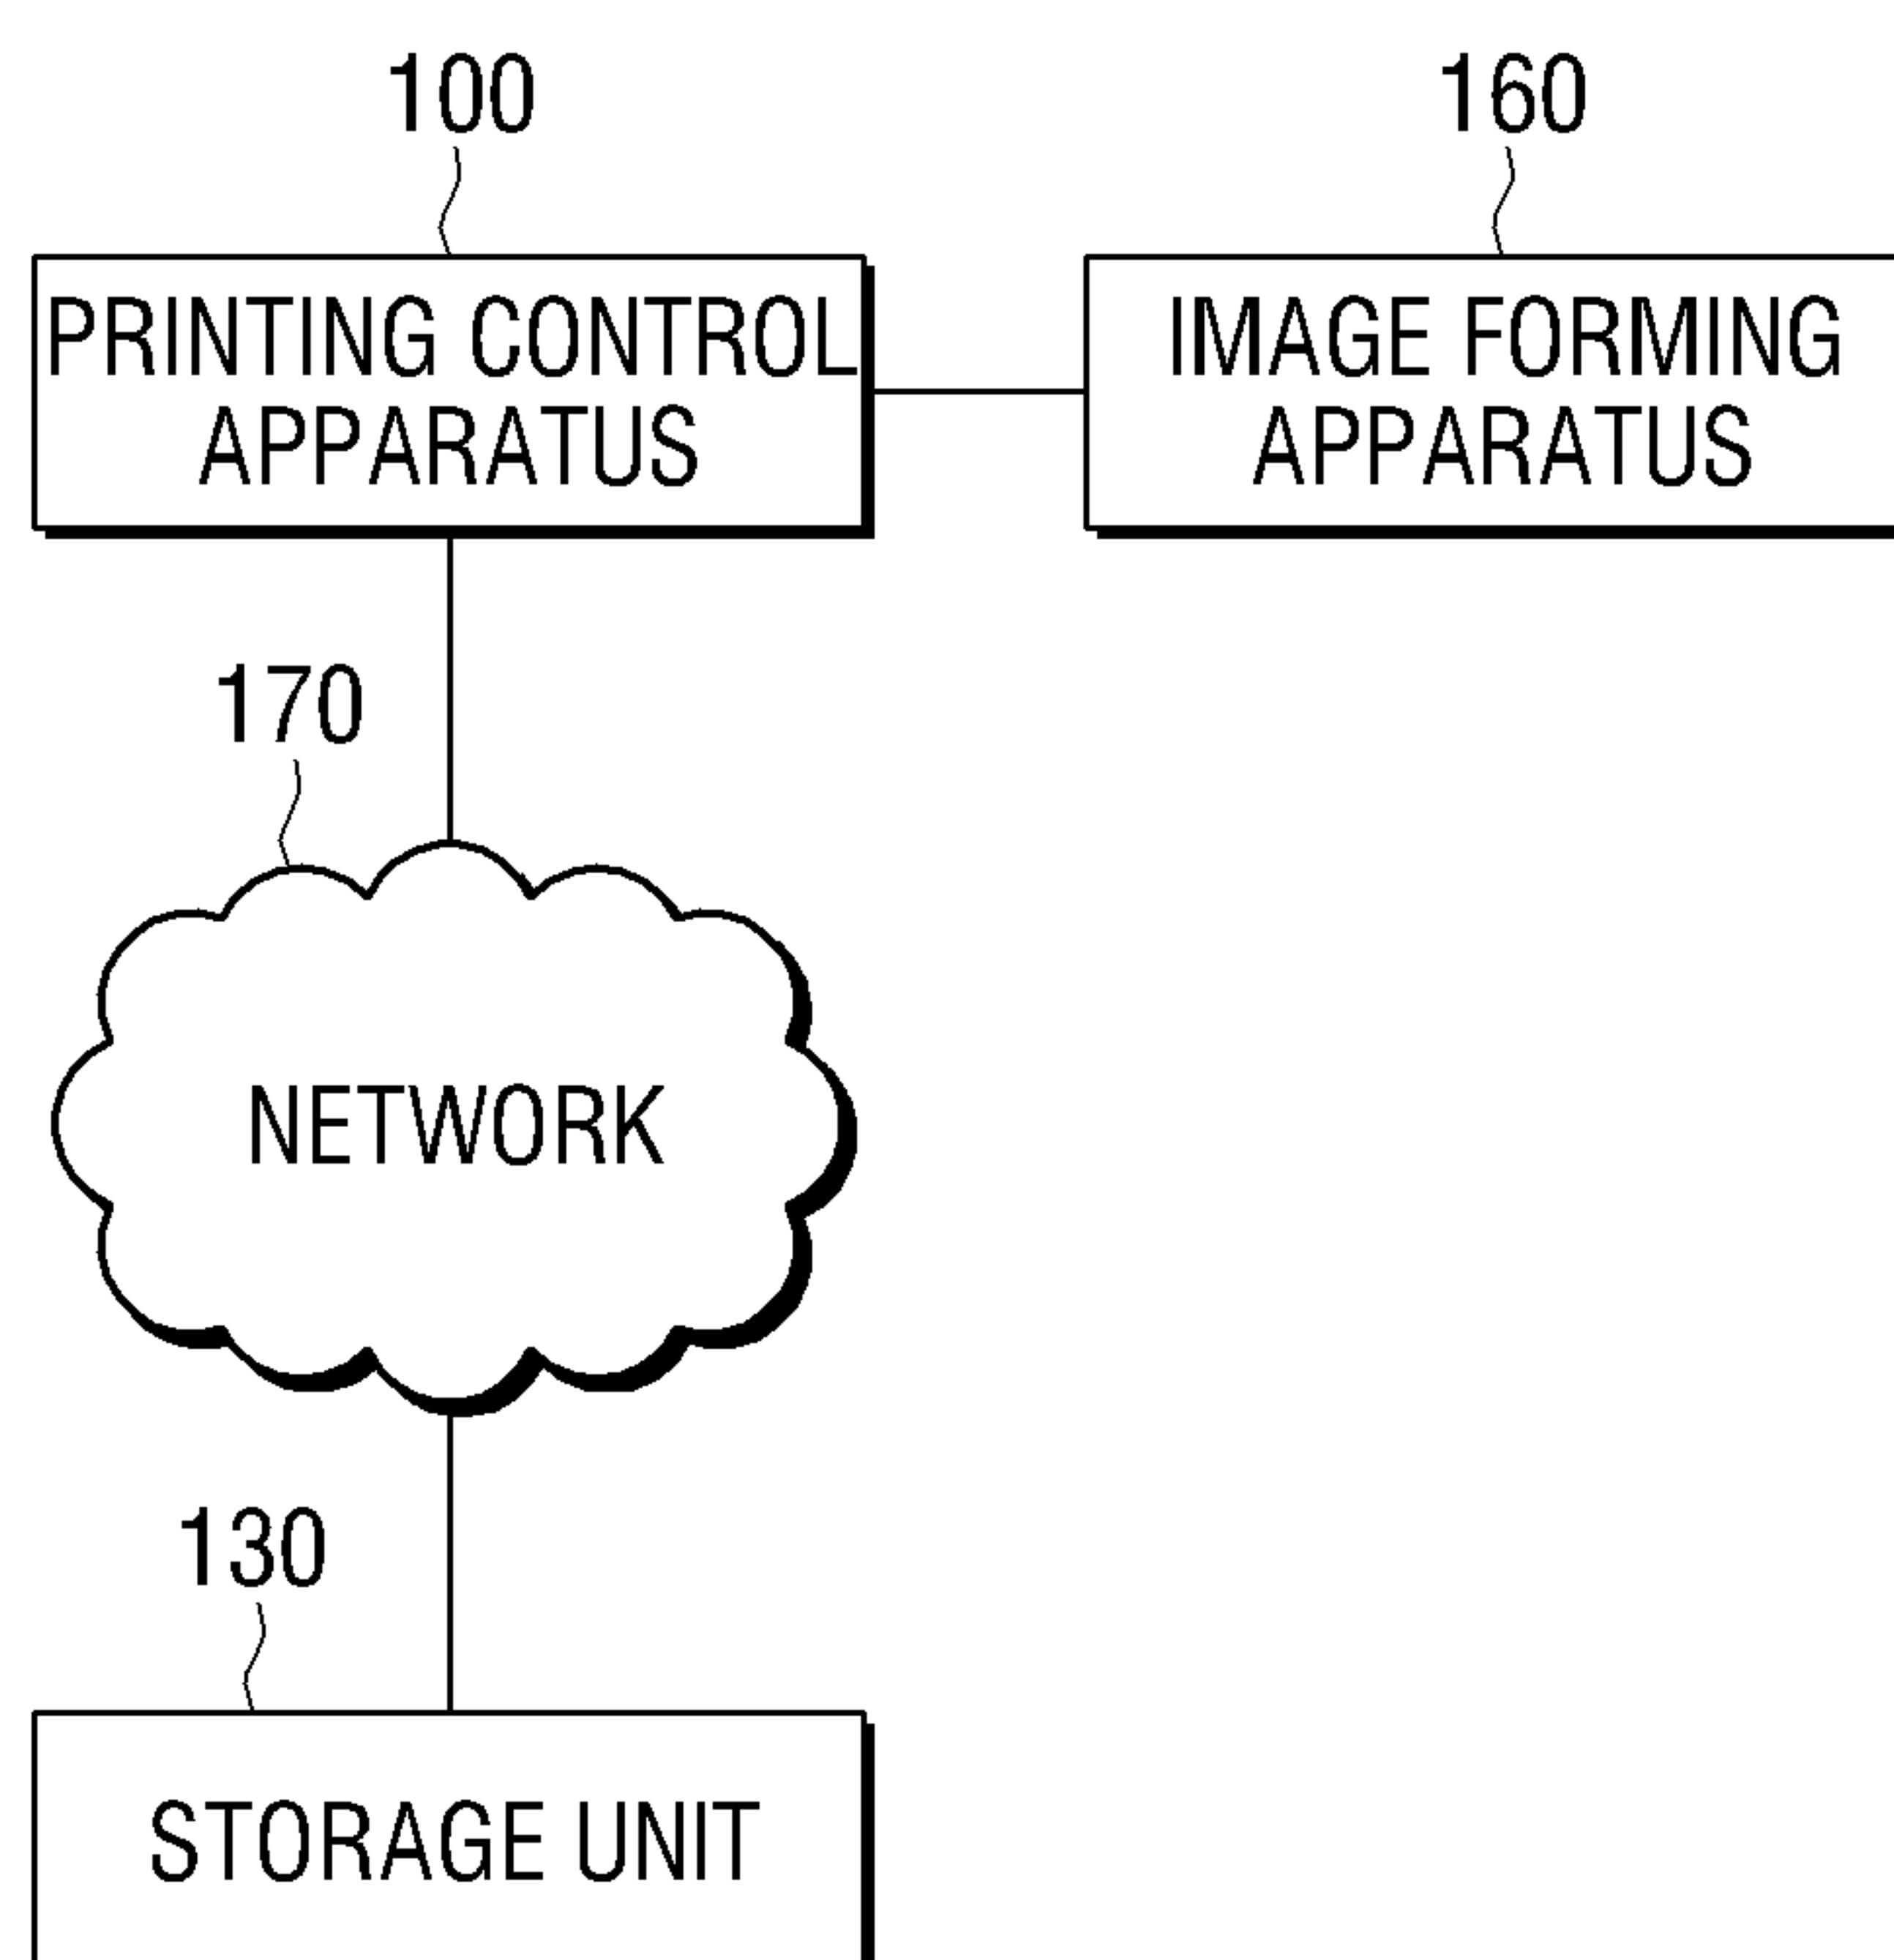 100
160
PRINTING CONTROL
APPARATUS
IMAGE FORMING
APPARATUS
170
NETWORK
130
STORAGE UNIT